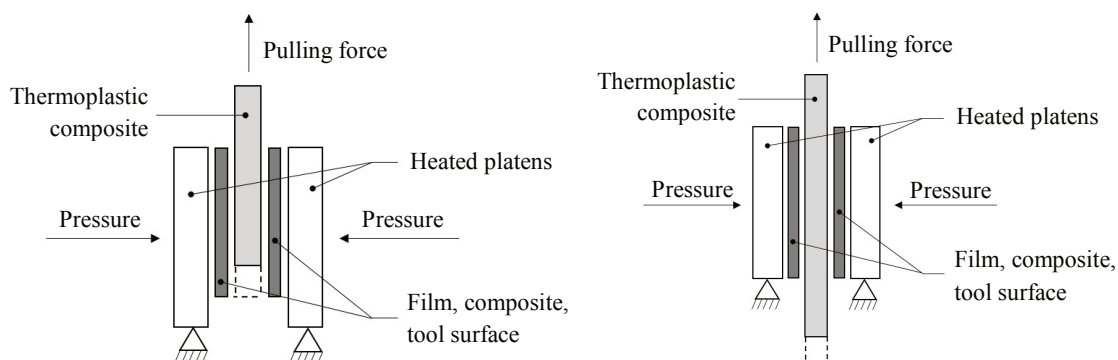 Pulling force
Thermoplastic
composite
Heated platens
Pressure
Pressure
Film, composite,
tool surface
Pulling force
Thermoplastic
composite
Heated platens
Pressure
Pressure
Film, composite,
tool surface